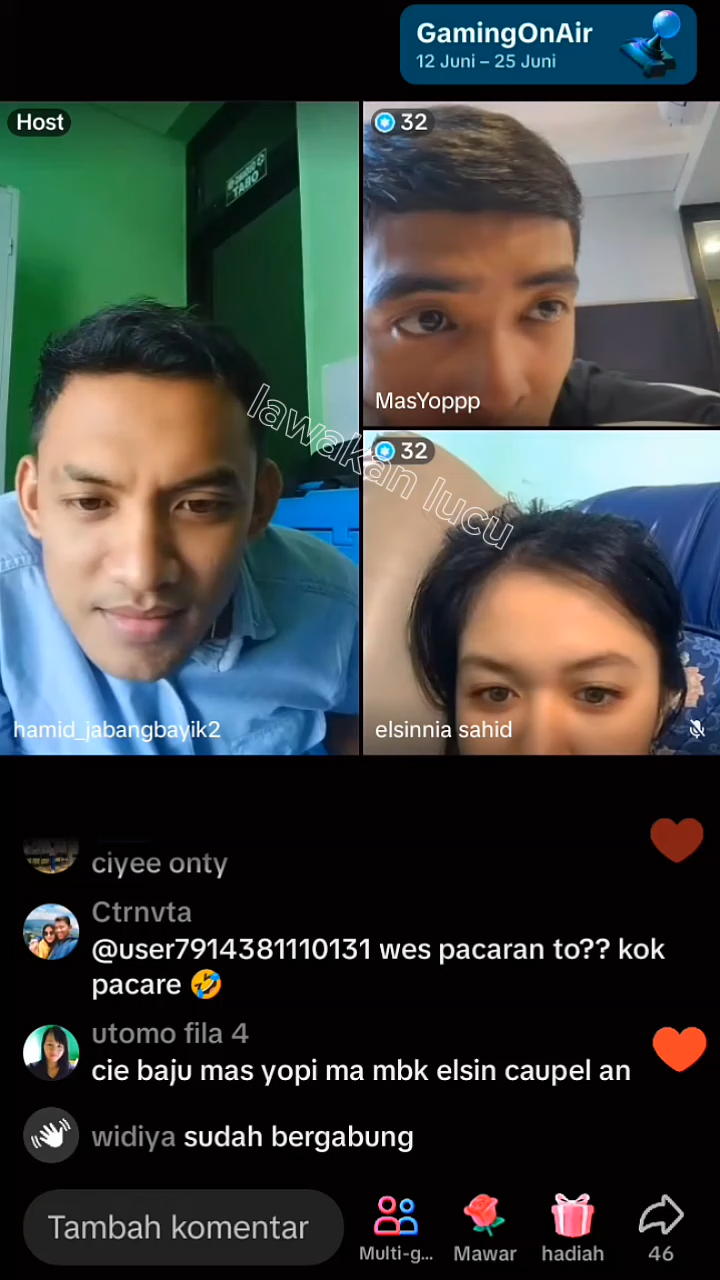 GamingOnAir
12 Juni – 25 Juni
Host
32
MasYoppp
lawakan lucu
32
hamid_jabangbayik2
elsinnia sahid
ciyee onty
Ctrnvta
@user7914381110131 wes pacaran to?? kok
pacare 🤣
utomo fila 4
cie baju mas yopi ma mbk elsin caupel an
widiya sudah bergabung
Tambah komentar
Multi-g...
Mawar
hadiah
46